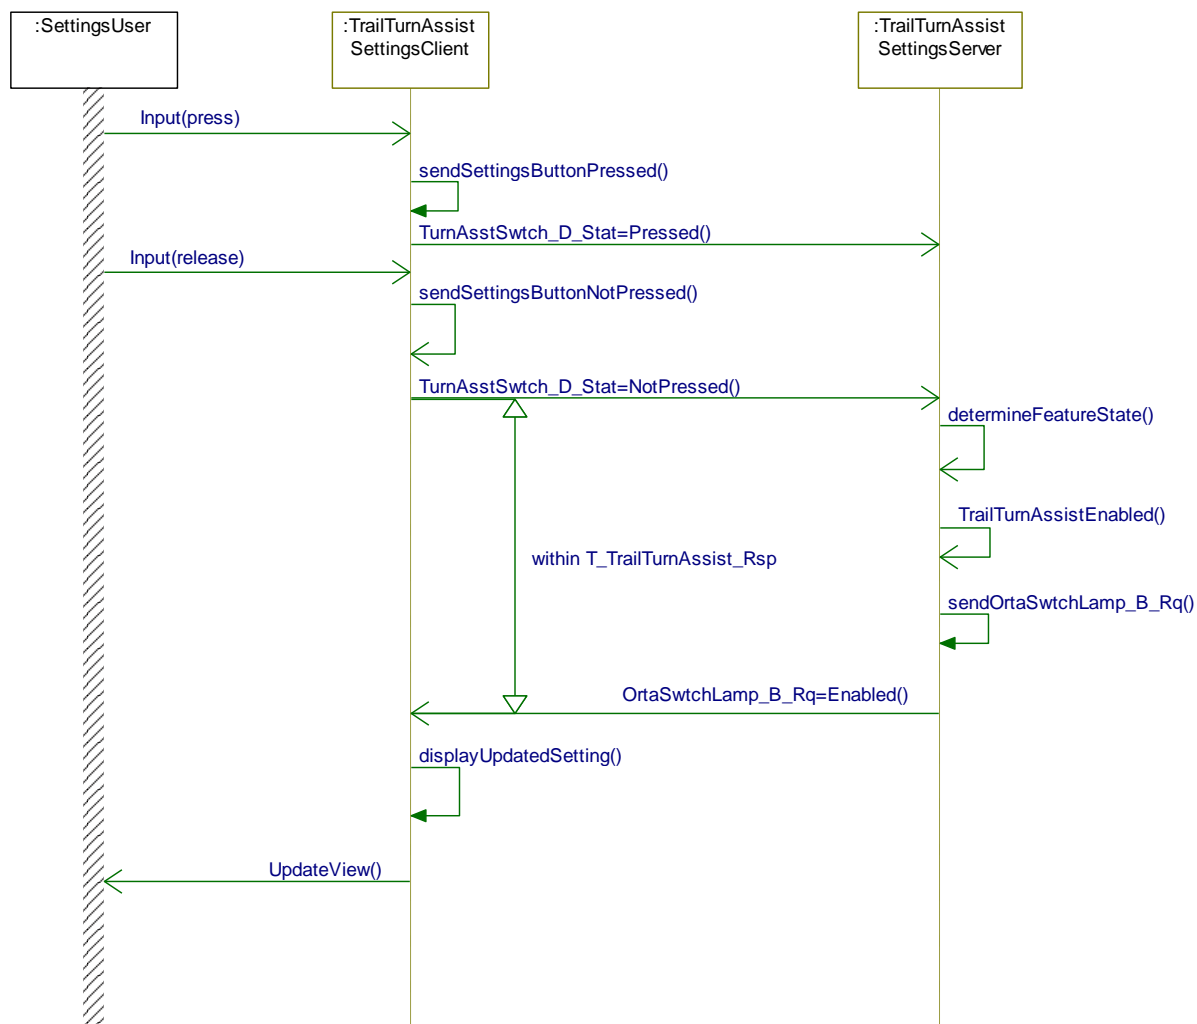 :SettingsUser
:TrailTurnAssist
SettingsClient
:TrailTurnAssist
SettingsServer
Input(press)
sendSettingsButtonPressed()
TurnAsstSwtch_D_Stat=Pressed()
Input(release)
sendSettingsButtonNotPressed()
TurnAsstSwtch_D_Stat=NotPressed()
determineFeatureState()
TrailTurnAssistEnabled()
within T_TrailTurnAssist_Rsp
sendOrtaSwtchLamp_B_Rq()
OrtaSwtchLamp_B_Rq=Enabled()
displayUpdatedSetting()
UpdateView()